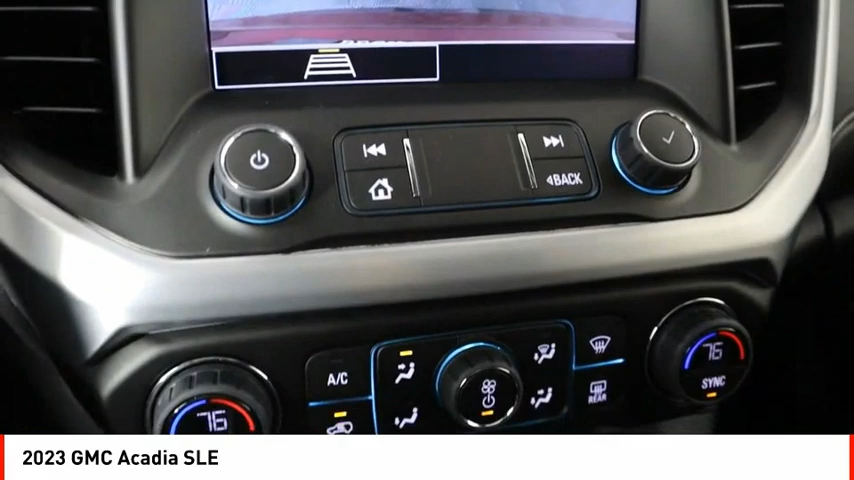 BACK
A/C
76
REAR
76
SYNC
2023 GMC Acadia SLE